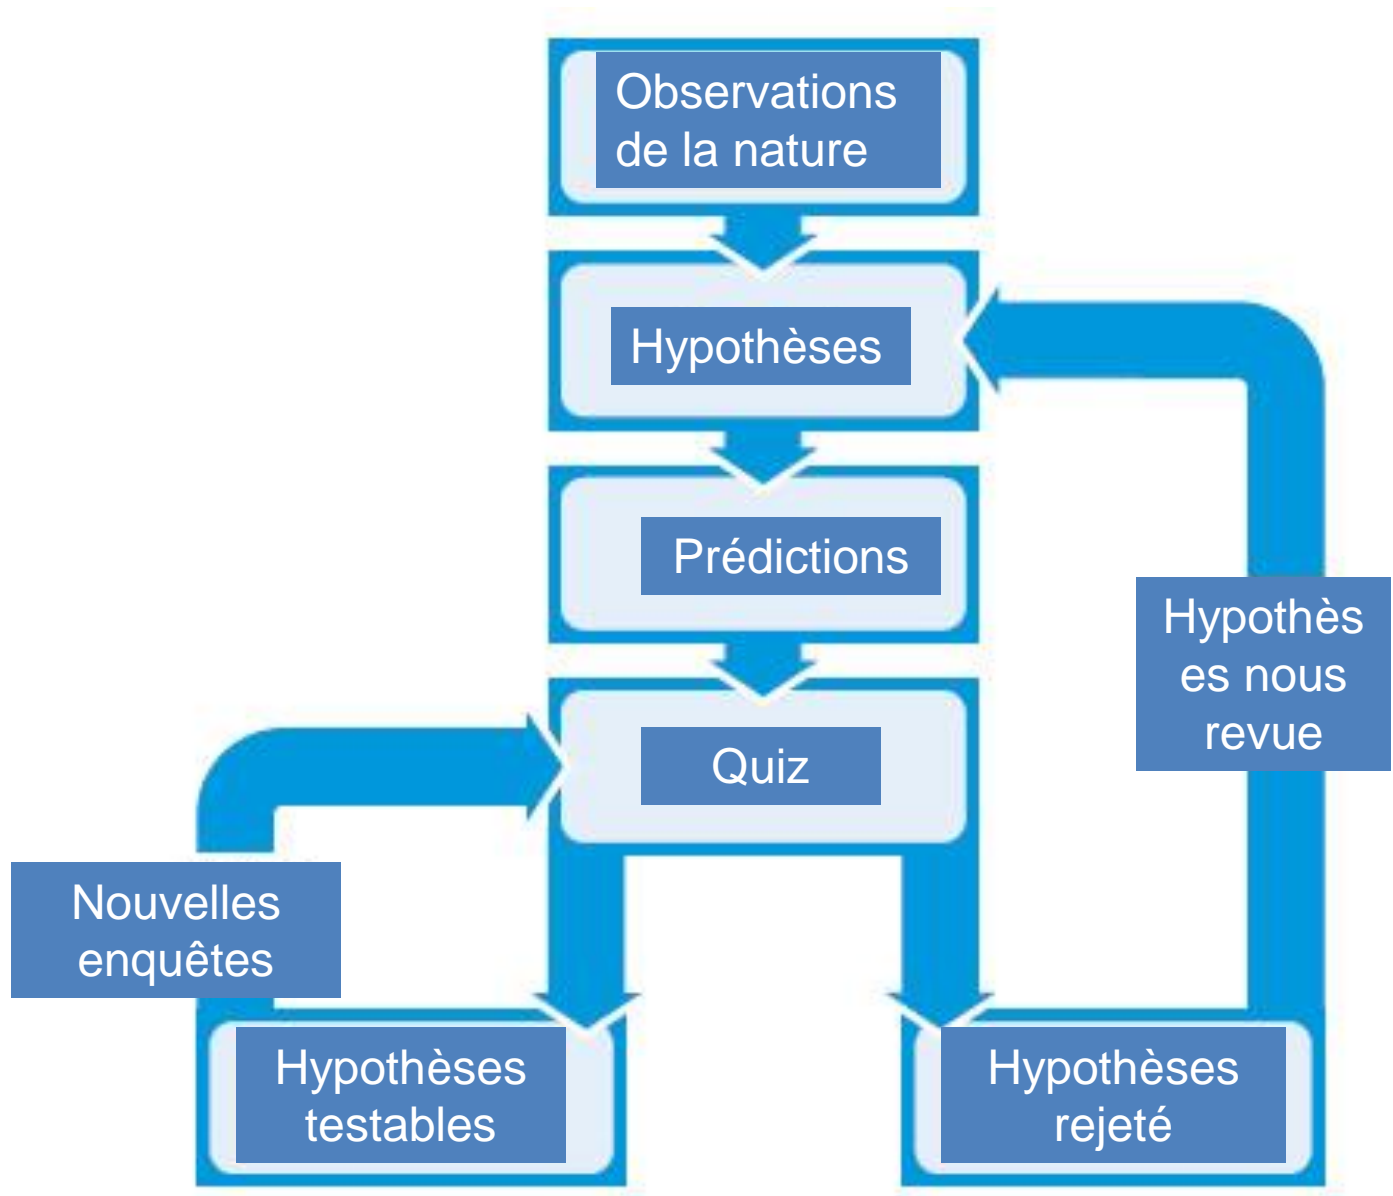 Observations
de la nature
Hypothèses
Prédictions
Hypothès
es nous
revue
Quiz
Nouvelles
enquêtes
Hypothèses
testables
Hypothèses
rejeté